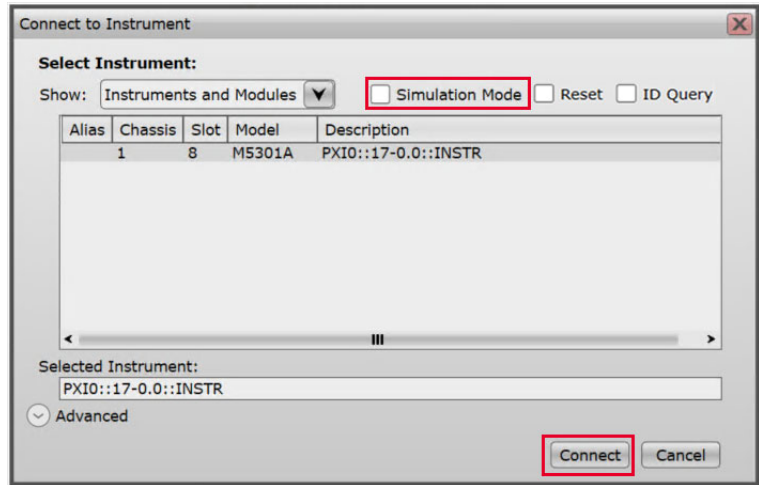 Connect to Instrument
Select Instrument:
Show: Instruments and Modules Simulation Mode Reset ID Query
Alias Chassis Slot Model Description
1 8 M5301A PXI0::17-0.0::INSTR
Selected Instrument:
PXI0::17-0.0::INSTR
Advanced
Connect Cancel